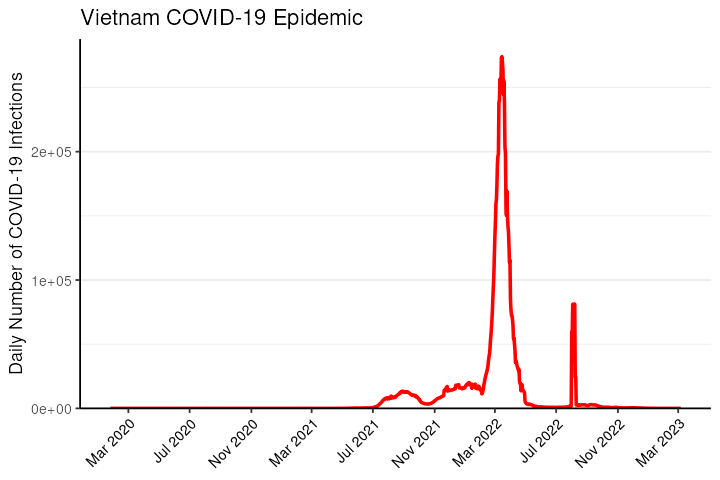 Vietnam COVID-19 Epidemic
Daily Number of COVID-19 Infections
2e+05
1e+05
0e+00
Mar 2020
Jul 2020
Nov 2020
Mar 2021
Jul 2021
Nov 2021
Mar 2022
Jul 2022
Nov 2022
Mar 2023